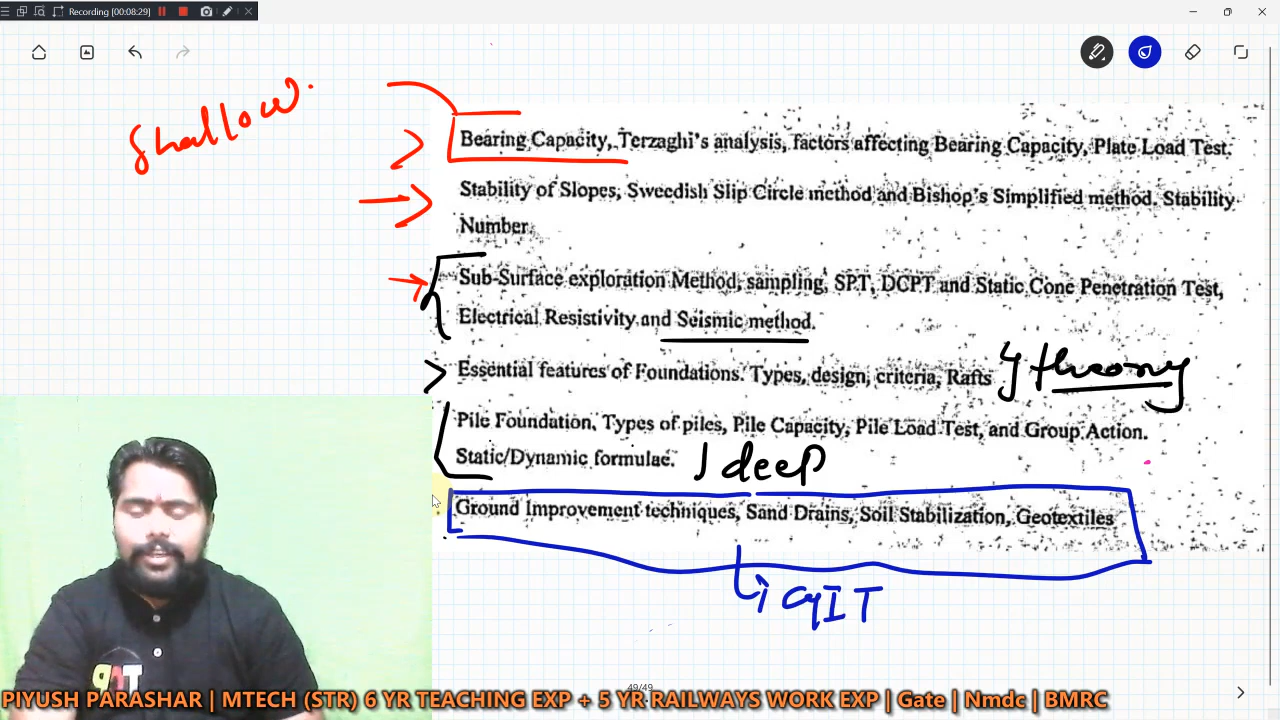 Recording [00:08:29]
Shallow.
Bearing Capacity, Terzaghi's analysis, factors affecting Bearing Capacity, Plate Load Test.
Stability of Slopes, Sweedish Slip Circle method and Bishop's Simplified method. Stability
Number.
Sub-Surface exploration Method, sampling, SPT, DCPT and Static Cone Penetration Test,
Electrical Resistivity and Seismic method.
Essential features of Foundations. Types, design, criteria, Rafts theory
Pile Foundation, Types of piles, Pile Capacity, Pile Load Test, and Group Action.
Static/Dynamic formulae. deep
Ground Improvement techniques, Sand Drains, Soil Stabilization, Geotextiles
GIT
49/49
PIYUSH PARASHAR | MTECH (STR) 6 YR TEACHING EXP + 5 YR RAILWAYS WORK EXP | Gate | Nmdc | BMRC